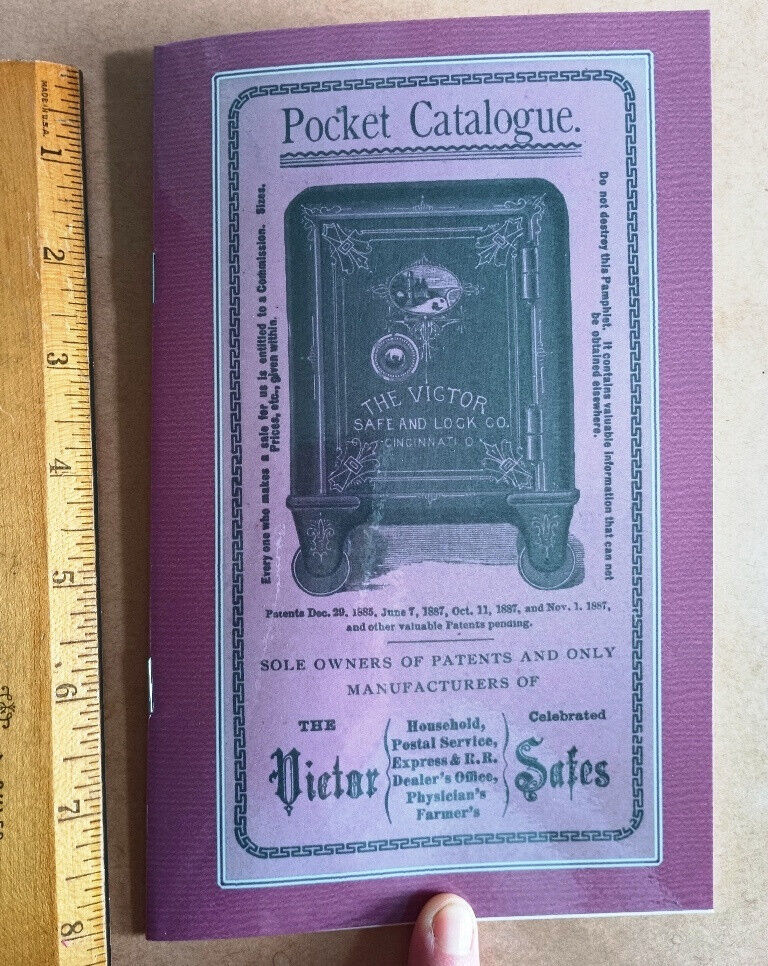 MADE IN U.S.A.
1
2
3
4
5
6
7
8
Pocket Catalogue.
Every one who makes a sale for us is entitled to a Commission. Sizes,
Prices, etc., given within.
Do not destroy this Pamphlet. It contains valuable information that can not
be obtained elsewhere.
THE VICTOR
SAFE AND LOCK CO.
CINCINNATI. O.
Patents Dec. 29, 1885, June 7, 1887, Oct. 11, 1887, and Nov. 1, 1887,
and other valuable Patents pending.
SOLE OWNERS OF PATENTS AND ONLY
MANUFACTURERS OF
THE
Victor
Household,
Postal Service,
Express & R.R.
Dealer's Office,
Physician's
Farmer's
Celebrated
Safes